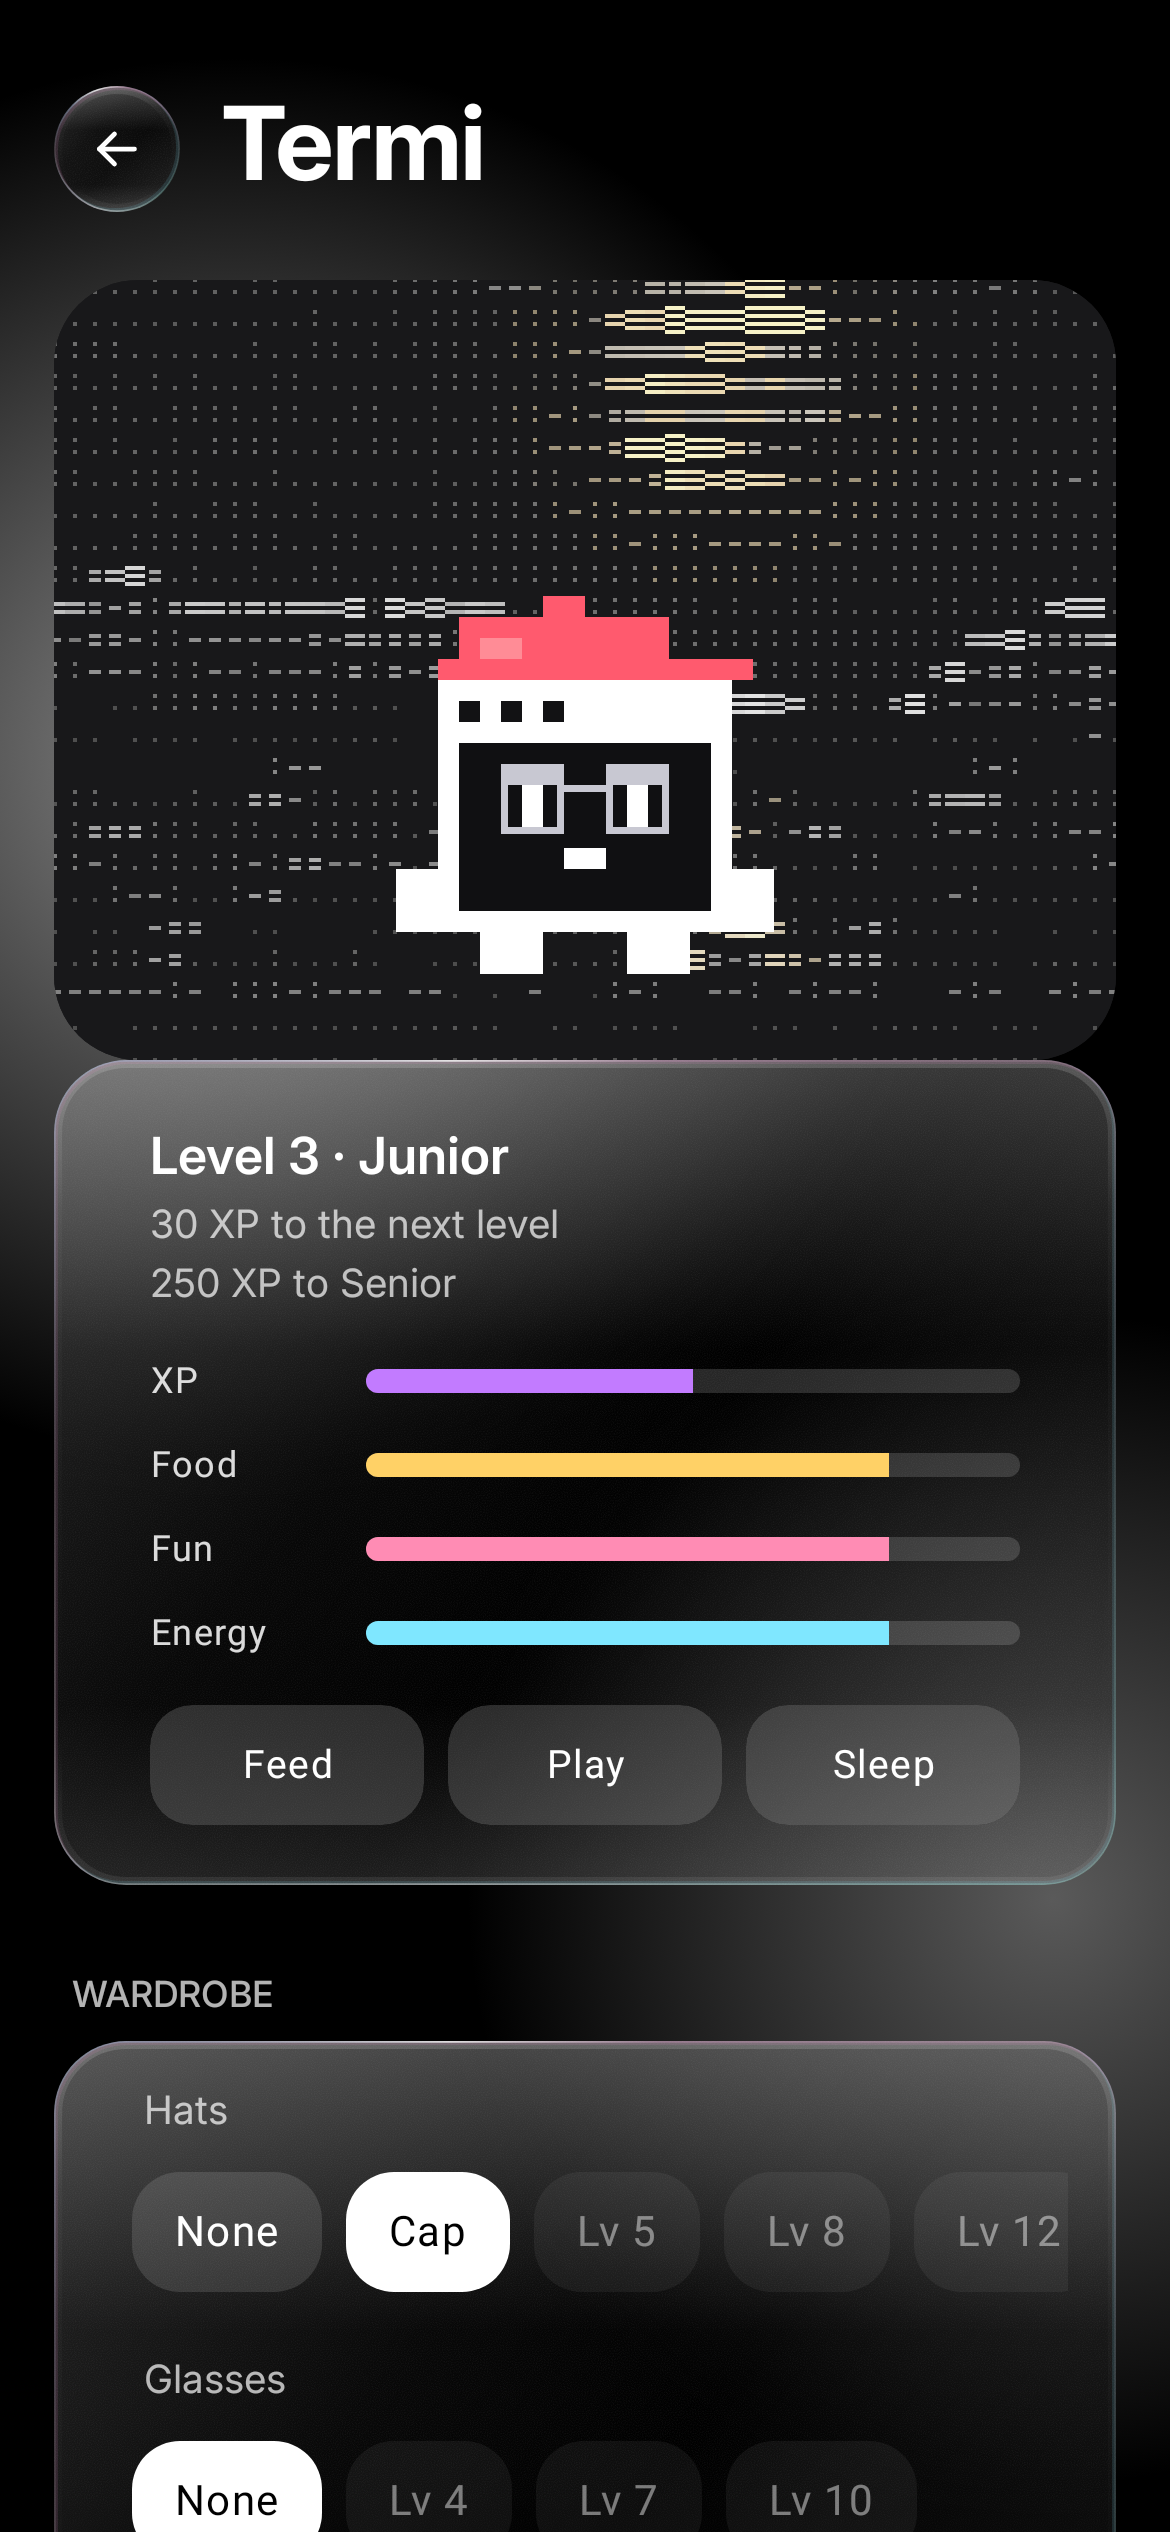 Termi
Level 3 · Junior
30 XP to the next level
250 XP to Senior
XP
Food
Fun
Energy
Feed Play Sleep
WARDROBE
Hats
None Cap Lv 5 Lv 8 Lv 12
Glasses
None Lv 4 Lv 7 Lv 10